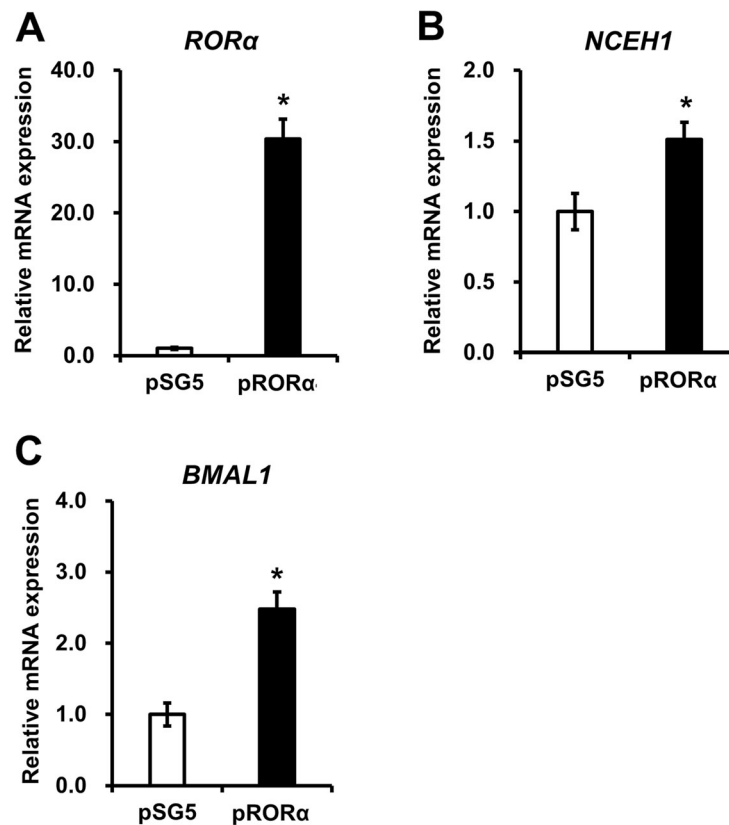 A
RORα
Relative mRNA expression
40.0
30.0
20.0
10.0
0.0
*
pSG5 pRORα
B
NCEH1
Relative mRNA expression
2.0
1.5
1.0
0.5
0.0
*
pSG5 pRORα
C
BMAL1
Relative mRNA expression
4.0
3.0
2.0
1.0
0.0
*
pSG5 pRORα